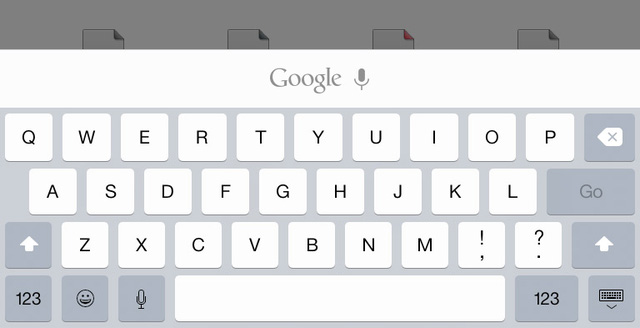 Google
Q W E R T Y U I O P
A S D F G H J K L Go
Z X C V B N M ! , ? .
123 123